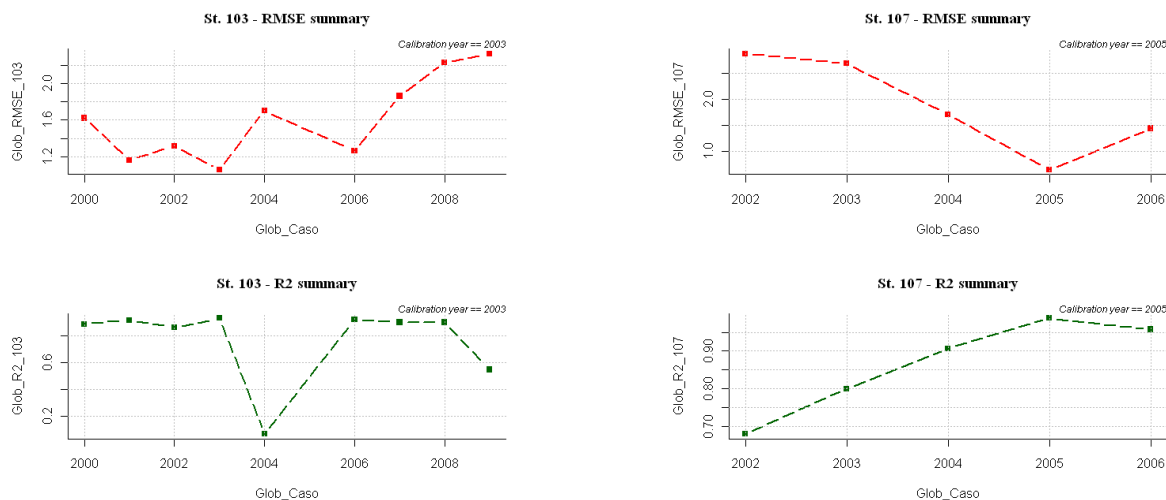 St. 103 - RMSE summary
Calibration year == 2003
Glob_RMSE_103
2.0
1.6
1.2
2000 2002 2004 2006 2008
Glob_Caso
St. 107 - RMSE summary
Calibration year == 2005
Glob_RMSE_107
2.0
1.0
2002 2003 2004 2005 2006
Glob_Caso
St. 103 - R2 summary
Calibration year == 2003
Glob_R2_103
0.6
0.2
2000 2002 2004 2006 2008
Glob_Caso
St. 107 - R2 summary
Calibration year == 2005
Glob_R2_107
0.90
0.80
0.70
2002 2003 2004 2005 2006
Glob_Caso